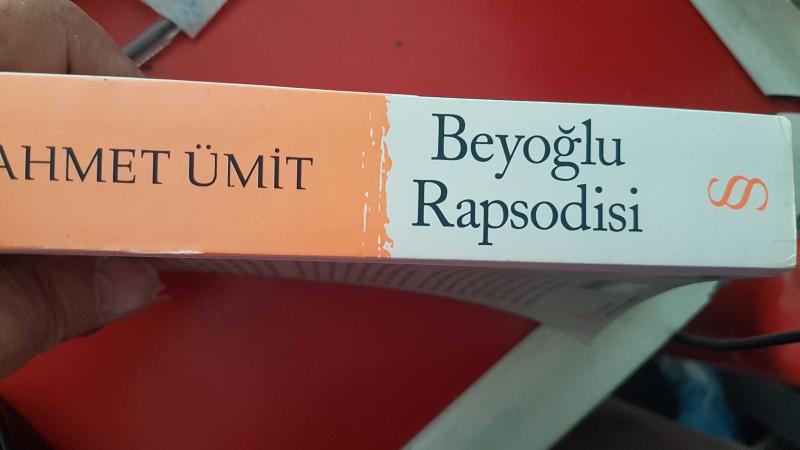 AHMET ÜMİT
Beyoğlu
Rapsodisi